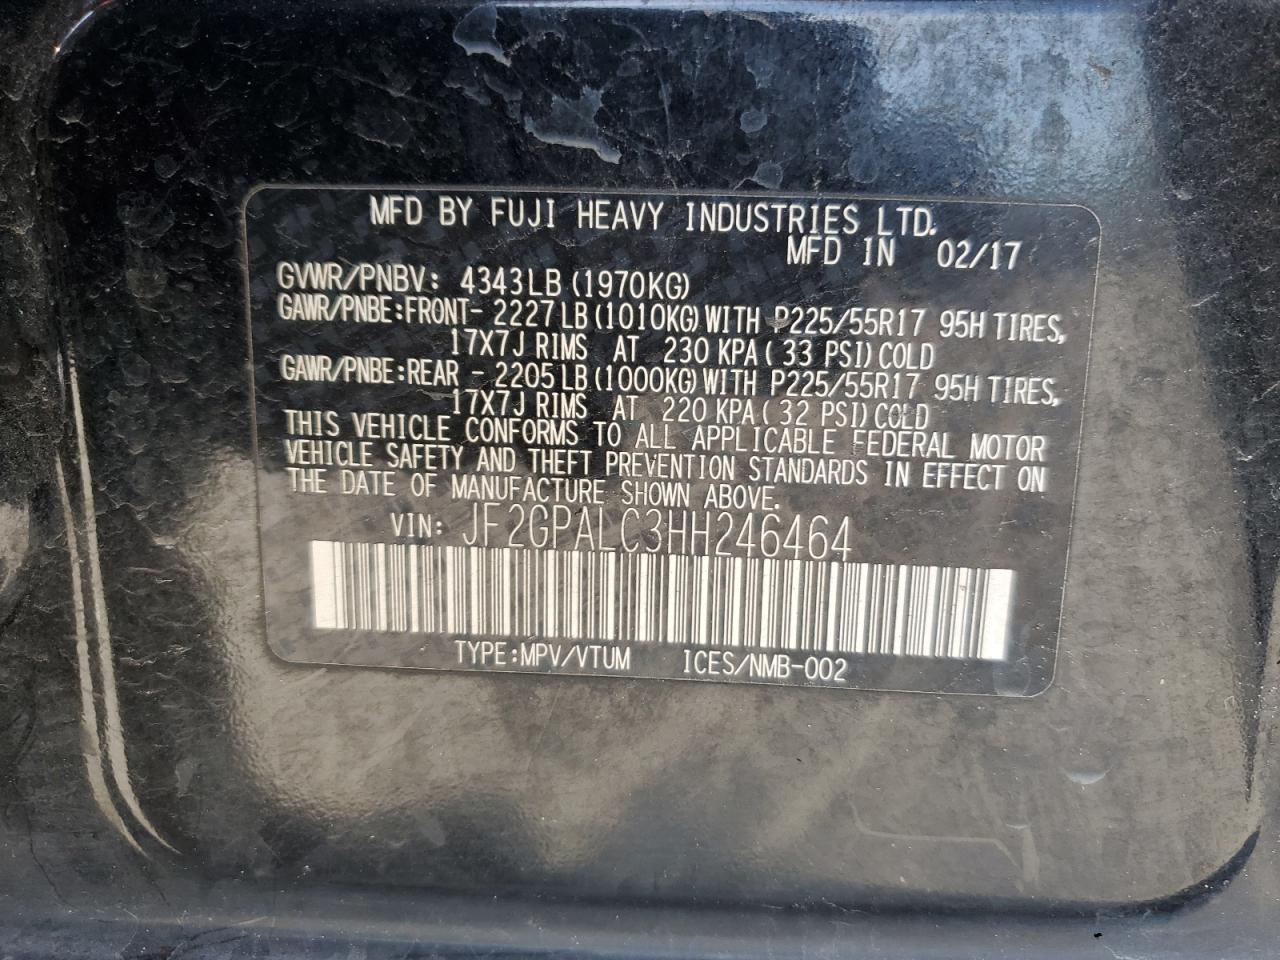 MFD BY FUJI HEAVY INDUSTRIES LTD.
MFD IN 02/17
GVWR/PNBV: 4343LB (1970KG)
GAWR/PNBE:FRONT- 2227LB (1010KG) WITH P225/55R17 95H TIRES,
17X7J RIMS AT 230 KPA ( 33 PSI) COLD
GAWR/PNBE:REAR - 2205LB (1000KG) WITH P225/55R17 95H TIRES,
17X7J RIMS AT 220 KPA ( 32 PSI) COLD
THIS VEHICLE CONFORMS TO ALL APPLICABLE FEDERAL MOTOR
VEHICLE SAFETY AND THEFT PREVENTION STANDARDS IN EFFECT ON
THE DATE OF MANUFACTURE SHOWN ABOVE.
VIN: JF2GPALC3HH246464
TYPE:MPV/VTUM ICES/NMB-002